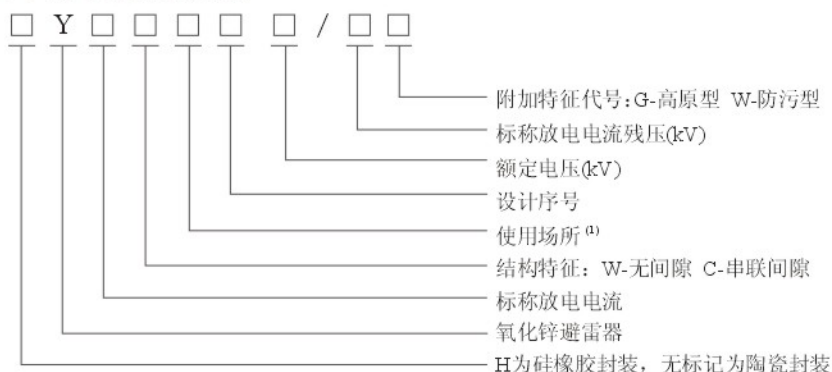 □ Y □ □ □ □ □ / □ □
附加特征代号:G-高原型 W-防污型
标称放电电流残压(kV)
额定电压(kV)
设计序号
使用场所(1)
结构特征: W-无间隙 C-串联间隙
标称放电电流
氧化锌避雷器
H为硅橡胶封装，无标记为陶瓷封装